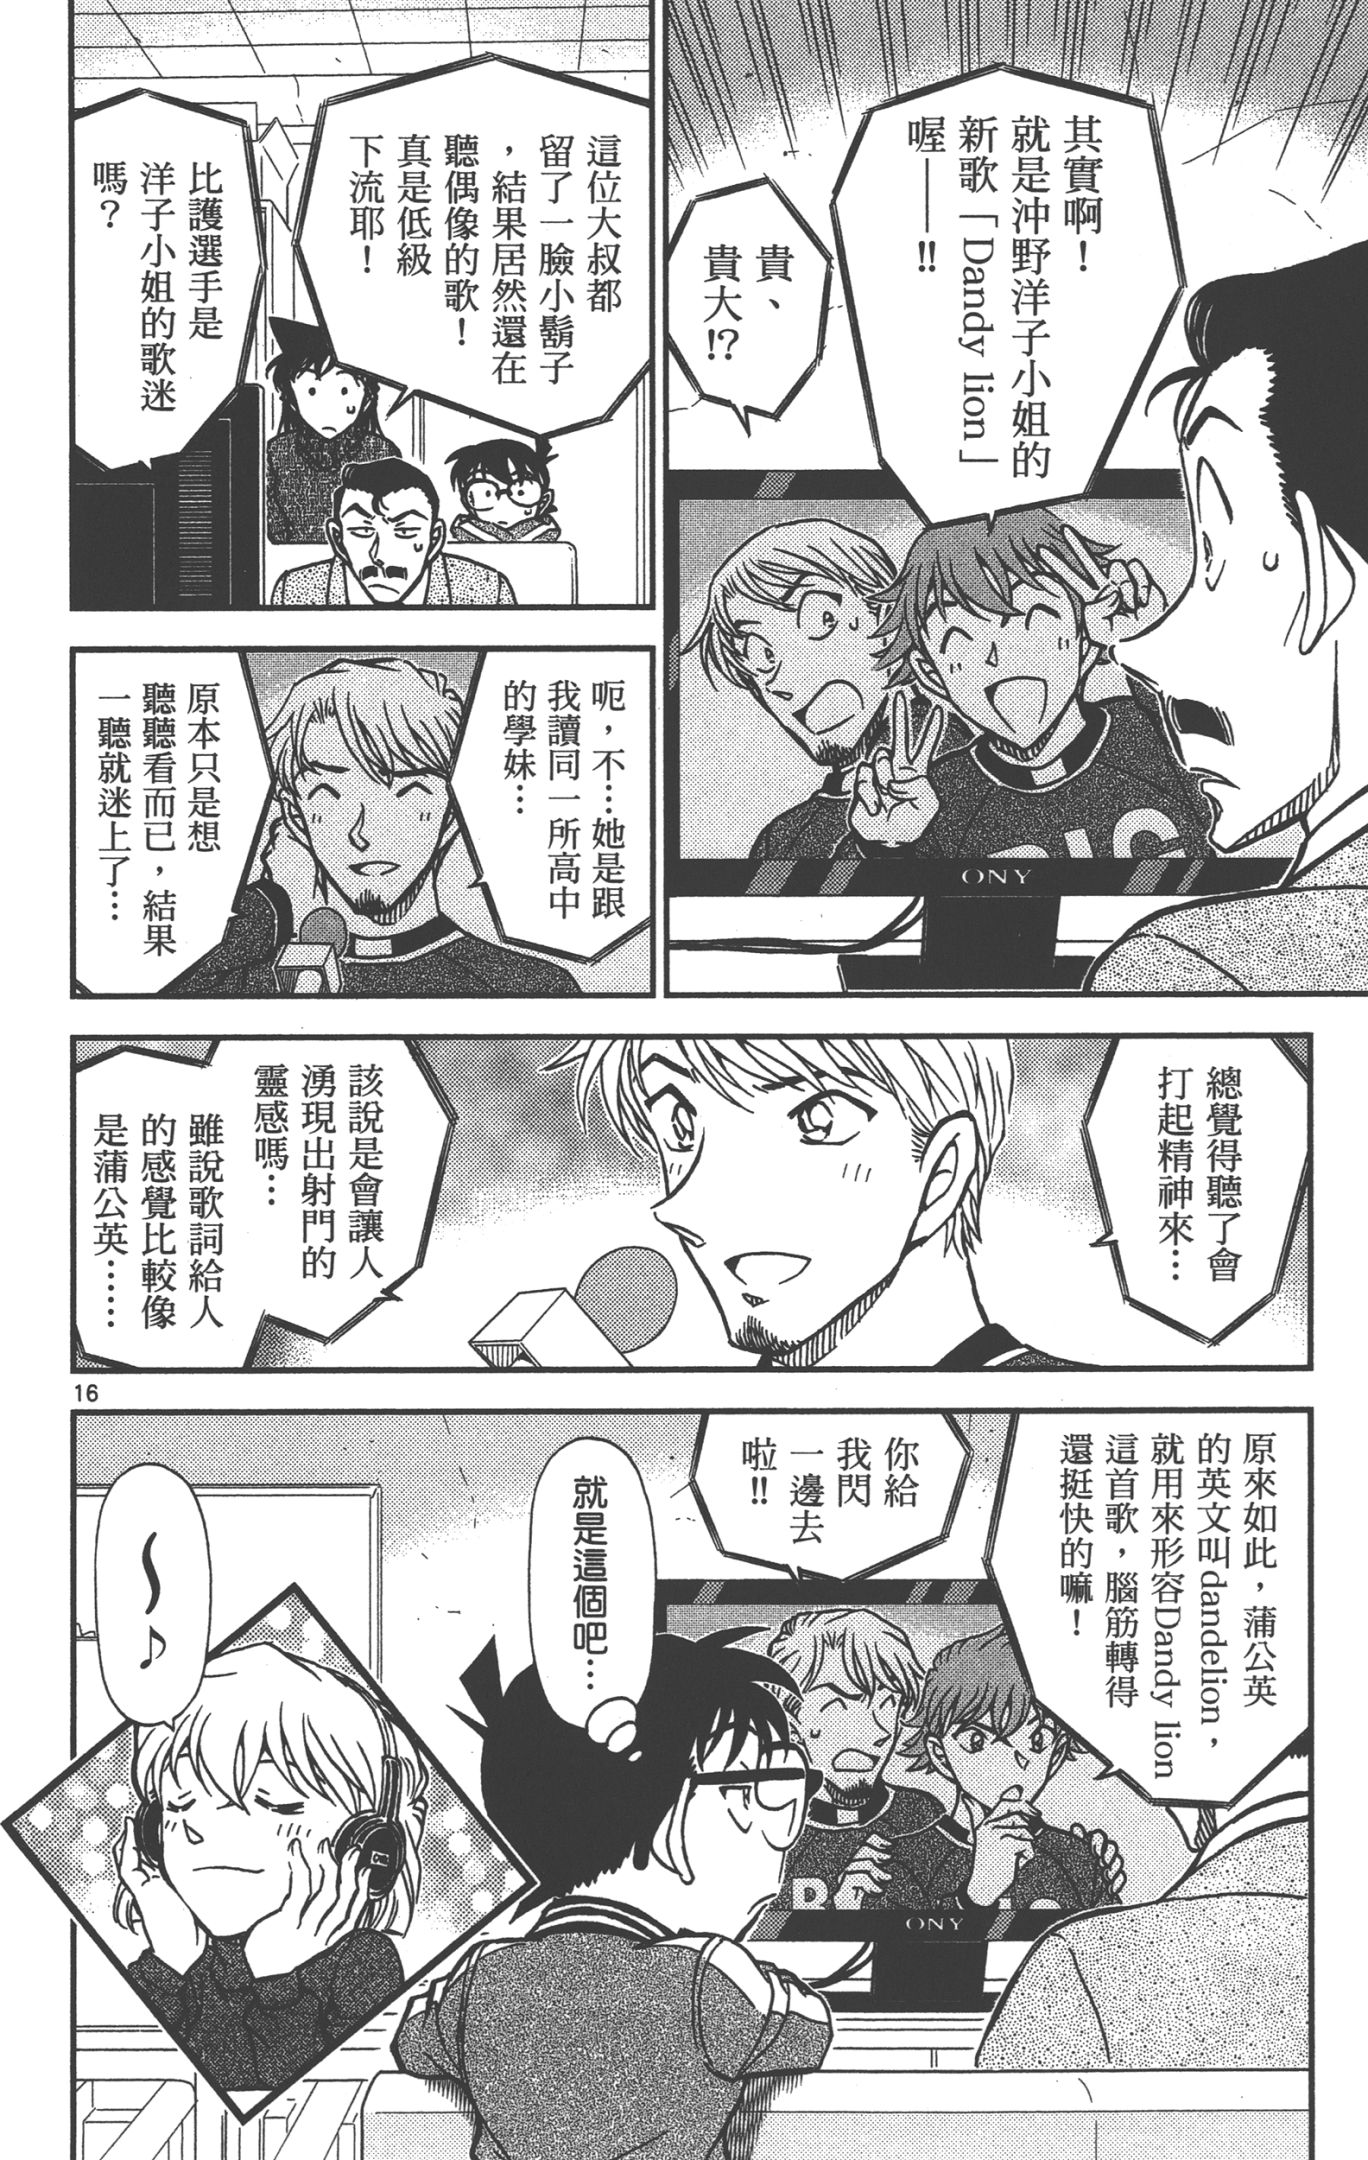 其實啊！
就是沖野洋子小姐的
新歌「Dandy lion」
喔——!!
貴、
貴大!?
ONY
這位大叔都
留了一臉小鬍子
，結果居然還在
聽偶像的歌！
真是低級
下流耶！
比護選手是
洋子小姐的歌迷
嗎？
呃，不…她是跟
我讀同一所高中
的學妹…
原本只是想
聽聽看而已，結果
一聽就迷上了…
總覺得聽了會
打起精神來…
該說是會讓人
湧現出射門的
靈感嗎…
雖說歌詞給人
的感覺比較像
是蒲公英……
16
原來如此，蒲公英
的英文叫dandelion，
就用來形容Dandy lion
這首歌，腦筋轉得
還挺快的嘛！
你給
我閃
一邊去
啦!!
ONY
就是這個吧…
～♪